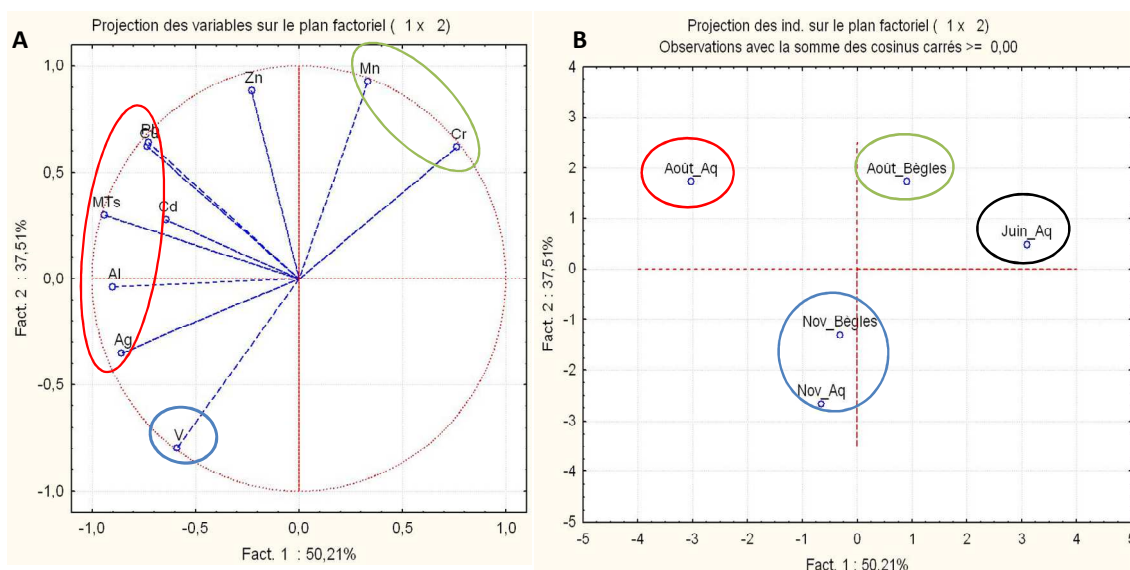 A
Projection des variables sur le plan factoriel ( 1 x 2)
1,0
0,5
0,0
-0,5
-1,0
Fact. 2 : 37,51%
Zn
Mn
Cr
MTs
Cd
Al
Ag
V
-1,0
-0,5
0,0
0,5
1,0
Fact. 1 : 50,21%
B
Projection des ind. sur le plan factoriel ( 1 x 2)
Observations avec la somme des cosinus carrés >= 0,00
4
3
2
1
0
-1
-2
-3
-4
-5
Fact. 2 : 37,51%
Août_Aq
Août_Bègles
Juin_Aq
Nov_Bègles
Nov_Aq
-5
-4
-3
-2
-1
0
1
2
3
4
5
Fact. 1 : 50,21%